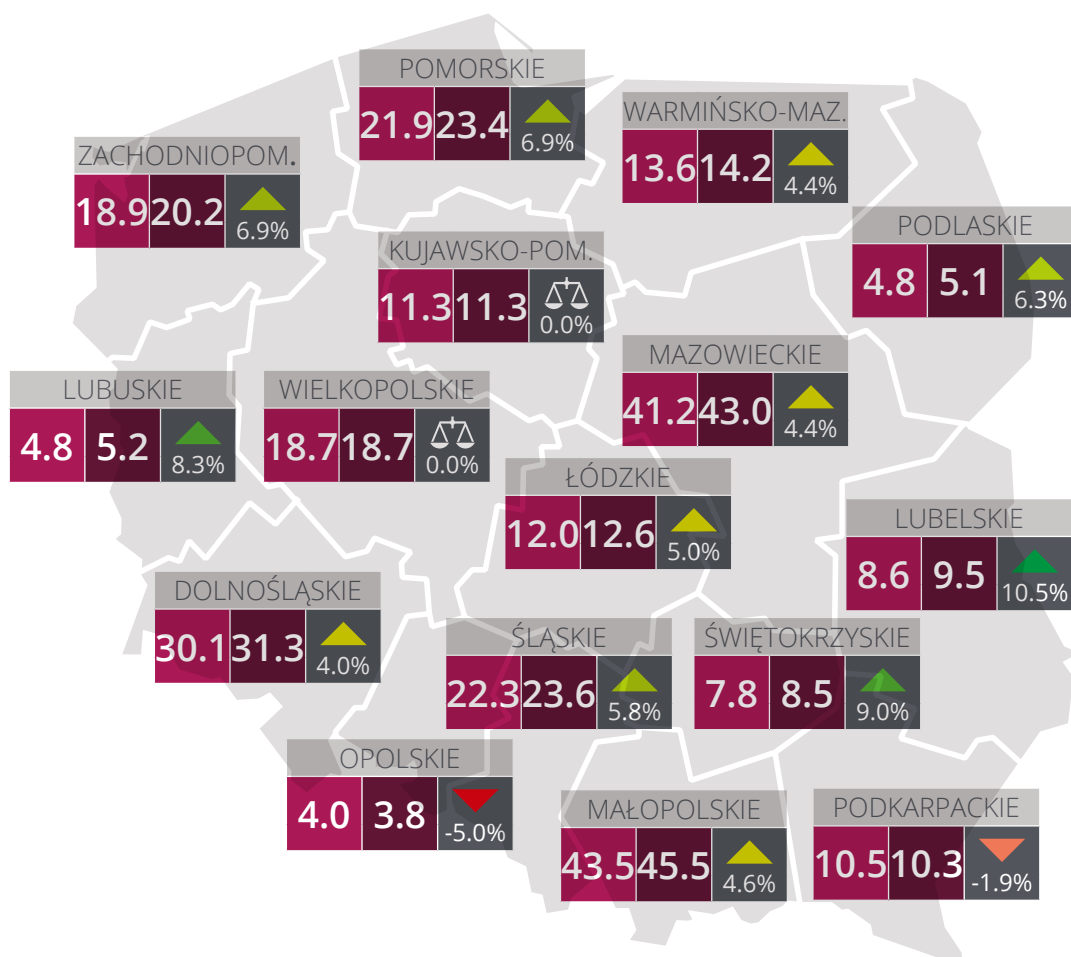 POMORSKIE
21.9 23.4 6.9%
WARMIŃSKO-MAZ.
13.6 14.2 4.4%
ZACHODNIOPOM.
18.9 20.2 6.9%
PODLASKIE
4.8 5.1 6.3%
KUJAWSKO-POM.
11.3 11.3 0.0%
MAZOWIECKIE
41.2 43.0 4.4%
LUBUSKIE
4.8 5.2 8.3%
WIELKOPOLSKIE
18.7 18.7 0.0%
ŁÓDZKIE
12.0 12.6 5.0%
LUBELSKIE
8.6 9.5 10.5%
DOLNOŚLĄSKIE
30.1 31.3 4.0%
ŚLĄSKIE
22.3 23.6 5.8%
ŚWIĘTOKRZYSKIE
7.8 8.5 9.0%
OPOLSKIE
4.0 3.8 -5.0%
MAŁOPOLSKIE
43.5 45.5 4.6%
PODKARPACKIE
10.5 10.3 -1.9%